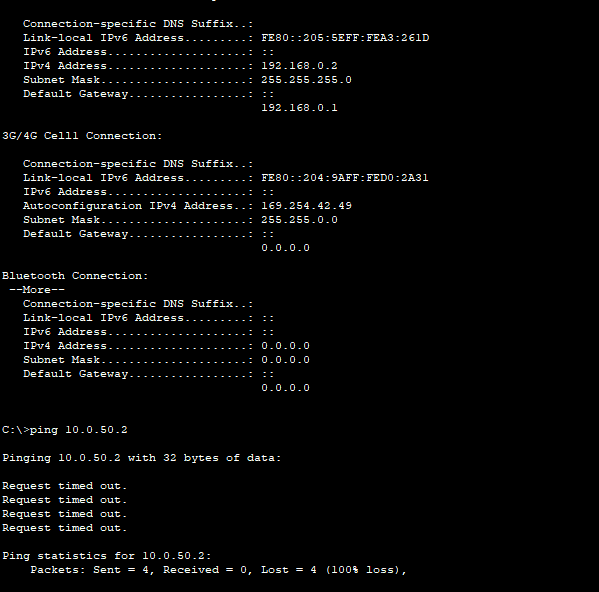 Connection-specific DNS Suffix..:
Link-local IPv6 Address.........: FE80::205:5EFF:FEA3:261D
IPv6 Address....................: ::
IPv4 Address....................: 192.168.0.2
Subnet Mask.....................: 255.255.255.0
Default Gateway.................: ::
192.168.0.1
3G/4G Cell1 Connection:
Connection-specific DNS Suffix..:
Link-local IPv6 Address.........: FE80::204:9AFF:FED0:2A31
IPv6 Address....................: ::
Autoconfiguration IPv4 Address..: 169.254.42.49
Subnet Mask.....................: 255.255.0.0
Default Gateway.................: ::
0.0.0.0
Bluetooth Connection:
--More--
Connection-specific DNS Suffix..:
Link-local IPv6 Address.........: ::
IPv6 Address....................: ::
IPv4 Address....................: 0.0.0.0
Subnet Mask.....................: 0.0.0.0
Default Gateway.................: ::
0.0.0.0
C:\>ping 10.0.50.2
Pinging 10.0.50.2 with 32 bytes of data:
Request timed out.
Request timed out.
Request timed out.
Request timed out.
Ping statistics for 10.0.50.2:
Packets: Sent = 4, Received = 0, Lost = 4 (100% loss),